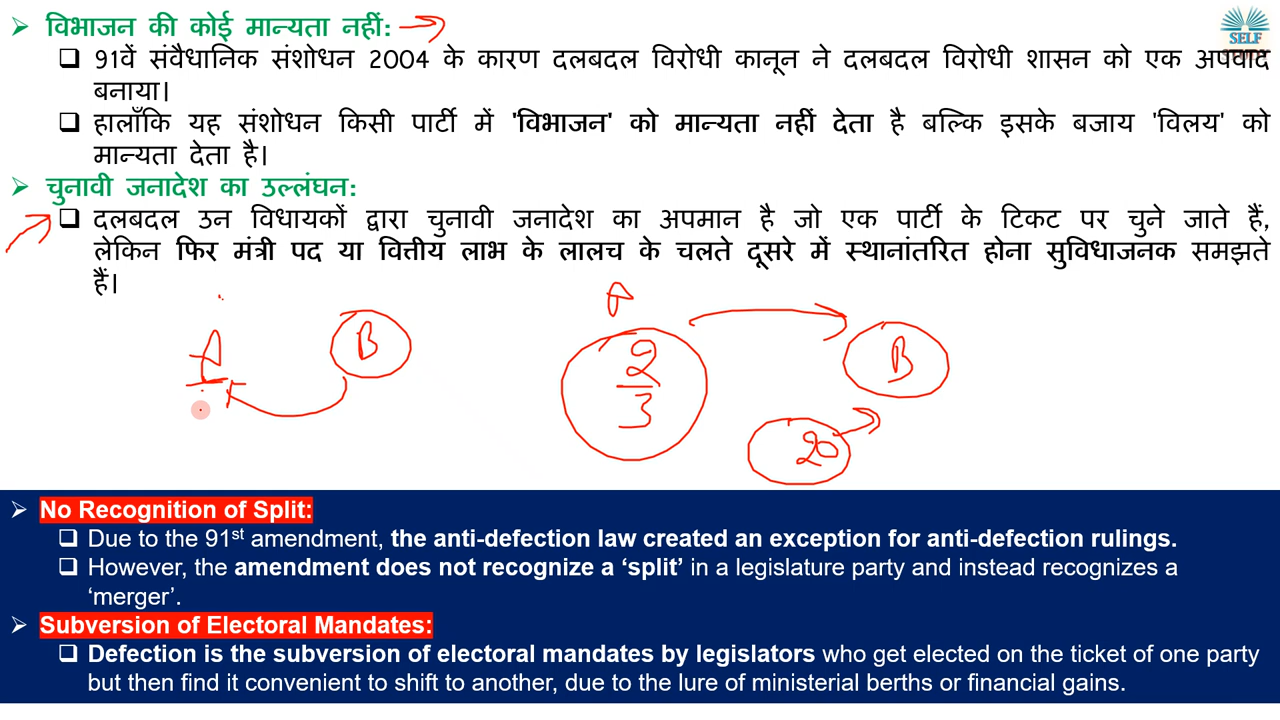 ➢ विभाजन की कोई मान्यता नहीं:
SELF
❑ 91वें संवैधानिक संशोधन 2004 के कारण दलबदल विरोधी कानून ने दलबदल विरोधी शासन को एक अपवाद
बनाया।
❑ हालाँकि यह संशोधन किसी पार्टी में 'विभाजन' को मान्यता नहीं देता है बल्कि इसके बजाय 'विलय' को
मान्यता देता है।
➢ चुनावी जनादेश का उल्लंघन:
❑ दलबदल उन विधायकों द्वारा चुनावी जनादेश का अपमान है जो एक पार्टी के टिकट पर चुने जाते हैं,
लेकिन फिर मंत्री पद या वित्तीय लाभ के लालच के चलते दूसरे में स्थानांतरित होना सुविधाजनक समझते
हैं।
A
B
A
2
3
B
20
➢ No Recognition of Split:
❑ Due to the 91st amendment, the anti-defection law created an exception for anti-defection rulings.
❑ However, the amendment does not recognize a ‘split’ in a legislature party and instead recognizes a
‘merger’.
➢ Subversion of Electoral Mandates:
❑ Defection is the subversion of electoral mandates by legislators who get elected on the ticket of one party
but then find it convenient to shift to another, due to the lure of ministerial berths or financial gains.